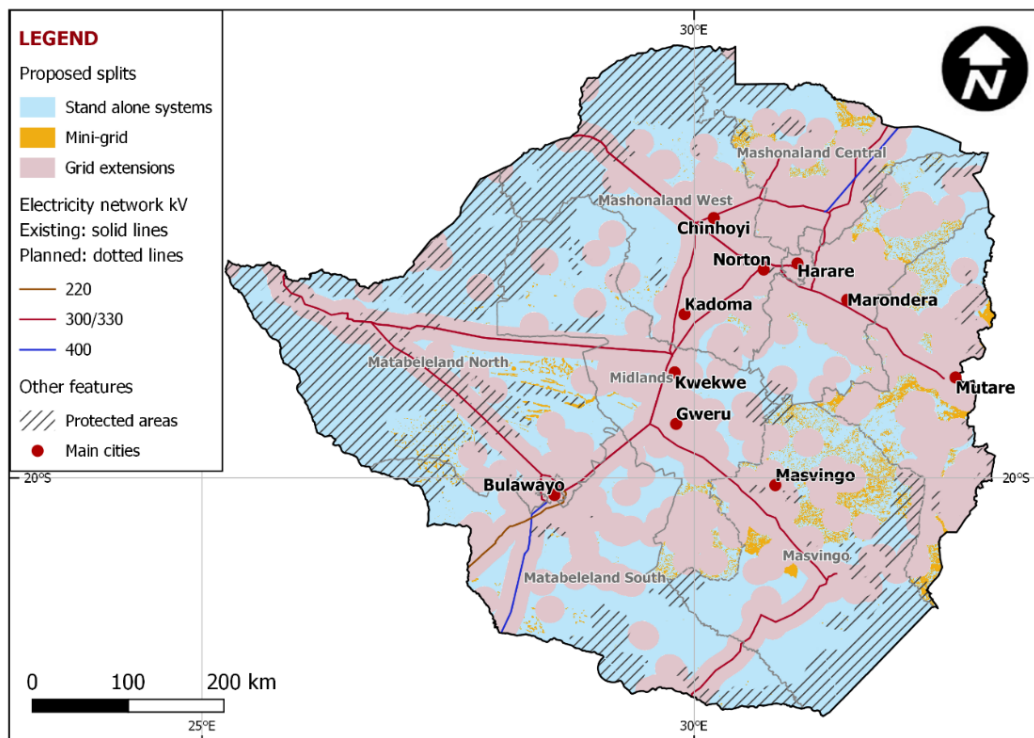 LEGEND
Proposed splits
Stand alone systems
Mini-grid
Grid extensions
Electricity network kV
Existing: solid lines
Planned: dotted lines
220
300/330
400
Other features
Protected areas
Main cities
30°E
N
Mashonaland Central
Mashonaland West
Chinhoyi
Norton
Harare
Marondera
Kadoma
Matabeleland North
Midlands
Kwekwe
Mutare
Gweru
20°S
20°S
Bulawayo
Masvingo
Masvingo
Matabeleland South
0 100 200 km
25°E
30°E